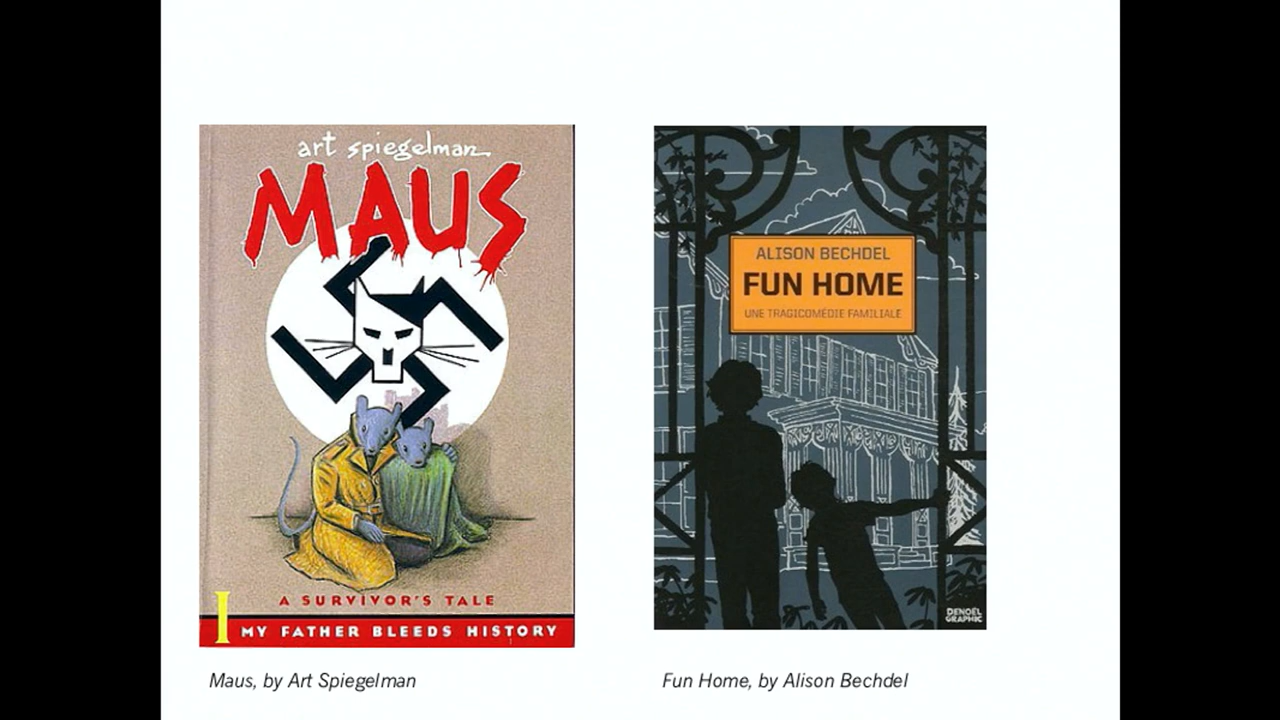 art spiegelman
MAUS
A SURVIVOR'S TALE
I MY FATHER BLEEDS HISTORY
Maus, by Art Spiegelman
ALISON BECHDEL
FUN HOME
UNE TRAGICOMÉDIE FAMILIALE
DENOËL
GRAPHIC
Fun Home, by Alison Bechdel